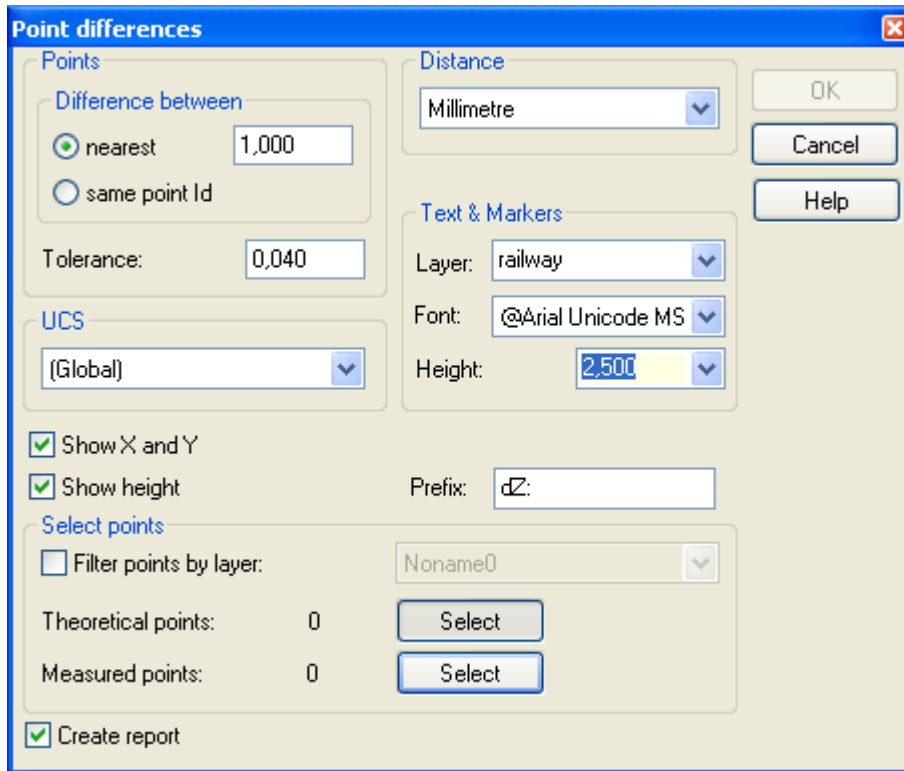 Point differences
Points
Difference between
nearest 1,000
same point Id
Tolerance: 0,040
UCS
(Global)
Distance
Millimetre
Text & Markers
Layer: railway
Font: @Arial Unicode MS
Height: 2,500
OK
Cancel
Help
Show X and Y
Show height Prefix: dZ:
Select points
Filter points by layer: Noname0
Theoretical points: 0 Select
Measured points: 0 Select
Create report